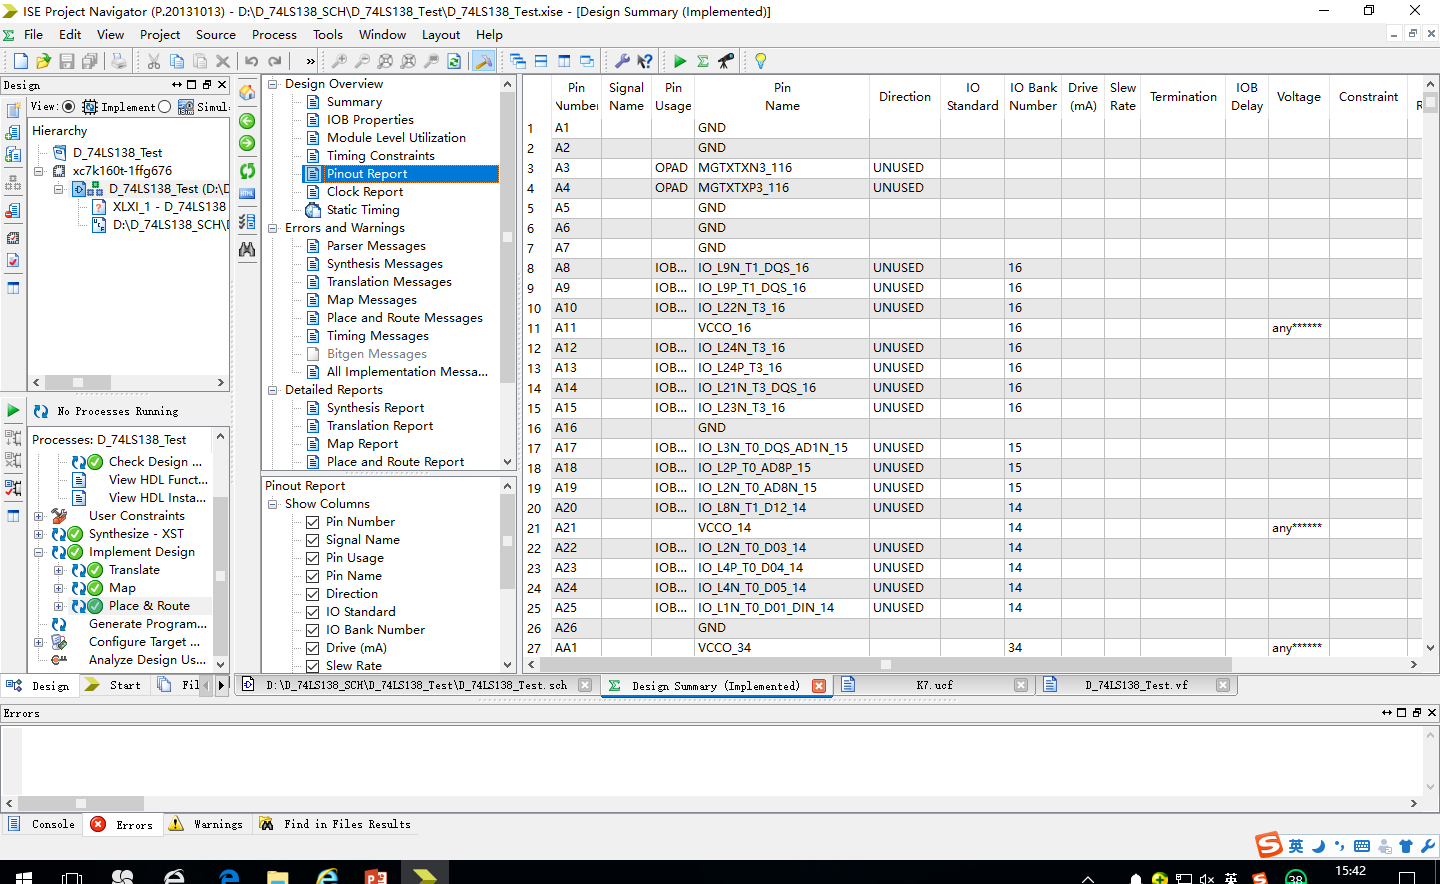 ISE Project Navigator (P.20131013) - D:\D_74LS138_SCH\D_74LS138_Test\D_74LS138_Test.xise - [Design Summary (Implemented)]
File Edit View Project Source Process Tools Window Layout Help
Design
View: Implement Simul
Hierarchy
D_74LS138_Test
xc7k160t-1ffg676
D_74LS138_Test (D:\D
XLXI_1 - D_74LS138
D:\D_74LS138_SCH\D
No Processes Running
Processes: D_74LS138_Test
Check Design ...
View HDL Funct...
View HDL Insta...
User Constraints
Synthesize - XST
Implement Design
Translate
Map
Place & Route
Generate Program...
Configure Target ...
Analyze Design Us...
Design Start Fil
Design Overview
Summary
IOB Properties
Module Level Utilization
Timing Constraints
Pinout Report
Clock Report
Static Timing
Errors and Warnings
Parser Messages
Synthesis Messages
Translation Messages
Map Messages
Place and Route Messages
Timing Messages
Bitgen Messages
All Implementation Messa...
Detailed Reports
Synthesis Report
Translation Report
Map Report
Place and Route Report
Pinout Report
Show Columns
Pin Number
Signal Name
Pin Usage
Pin Name
Direction
IO Standard
IO Bank Number
Drive (mA)
Slew Rate
Pin Number Signal Name Pin Usage Pin Name Direction IO Standard IO Bank Number Drive (mA) Slew Rate Termination IOB Delay Voltage Constraint R
1 A1 GND
2 A2 GND
3 A3 OPAD MGTXTXN3_116 UNUSED
4 A4 OPAD MGTXTXP3_116 UNUSED
5 A5 GND
6 A6 GND
7 A7 GND
8 A8 IOB... IO_L9N_T1_DQS_16 UNUSED 16
9 A9 IOB... IO_L9P_T1_DQS_16 UNUSED 16
10 A10 IOB... IO_L22N_T3_16 UNUSED 16
11 A11 VCCO_16 16 any******
12 A12 IOB... IO_L24N_T3_16 UNUSED 16
13 A13 IOB... IO_L24P_T3_16 UNUSED 16
14 A14 IOB... IO_L21N_T3_DQS_16 UNUSED 16
15 A15 IOB... IO_L23N_T3_16 UNUSED 16
16 A16 GND
17 A17 IOB... IO_L3N_T0_DQS_AD1N_15 UNUSED 15
18 A18 IOB... IO_L2P_T0_AD8P_15 UNUSED 15
19 A19 IOB... IO_L2N_T0_AD8N_15 UNUSED 15
20 A20 IOB... IO_L8N_T1_D12_14 UNUSED 14
21 A21 VCCO_14 14 any******
22 A22 IOB... IO_L2N_T0_D03_14 UNUSED 14
23 A23 IOB... IO_L4P_T0_D04_14 UNUSED 14
24 A24 IOB... IO_L4N_T0_D05_14 UNUSED 14
25 A25 IOB... IO_L1N_T0_D01_DIN_14 UNUSED 14
26 A26 GND
27 AA1 VCCO_34 34 any******
D:\D_74LS138_SCH\D_74LS138_Test\D_74LS138_Test.sch Design Summary (Implemented) K7.ucf D_74LS138_Test.vf
Errors
Console Errors Warnings Find in Files Results
英
英 38 15:42